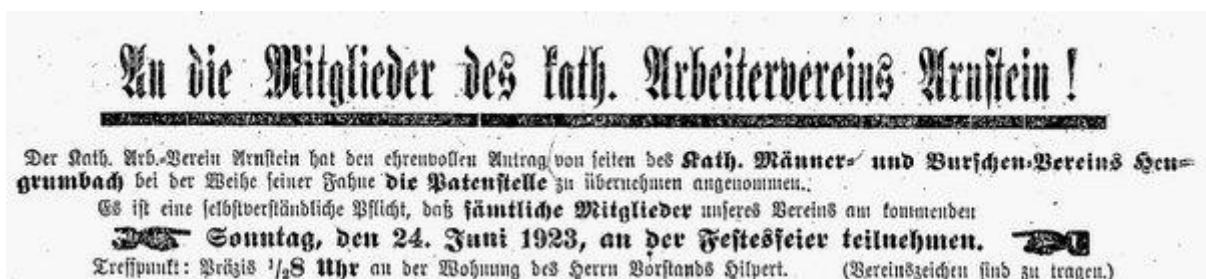 An die Mitglieder des kath. Arbeitervereins Arnstein!
Der Kath. Arb.-Verein Arnstein hat den ehrenvollen Antrag von seiten des Kath. Männer- und Burschen-Vereins Heu-
grumbach bei der Weihe seiner Fahne die Patenstelle zu übernehmen angenommen.
Es ist eine selbstverständliche Pflicht, daß sämtliche Mitglieder unseres Vereins am kommenden
Sonntag, den 24. Juni 1923, an der Festesfeier teilnehmen.
Treffpunkt: Präzis 1/28 Uhr an der Wohnung des Herrn Vorstands Hilpert. (Vereinszeichen sind zu tragen.)